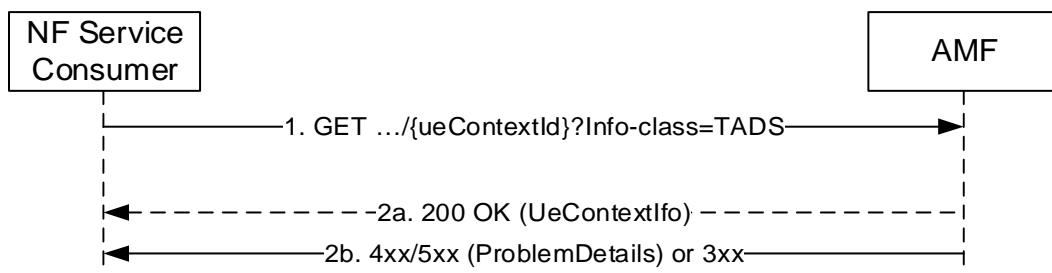 NF Service
Consumer
AMF
1. GET …/{ueContextId}?Info-class=TADS
2a. 200 OK (UeContextIfo)
2b. 4xx/5xx (ProblemDetails) or 3xx